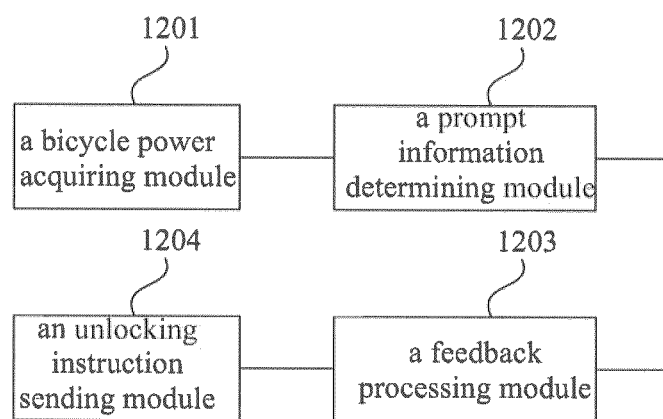 1201
1202
a bicycle power
acquiring module
a prompt
information
determining module
1204
1203
an unlocking
instruction
sending module
a feedback
processing module